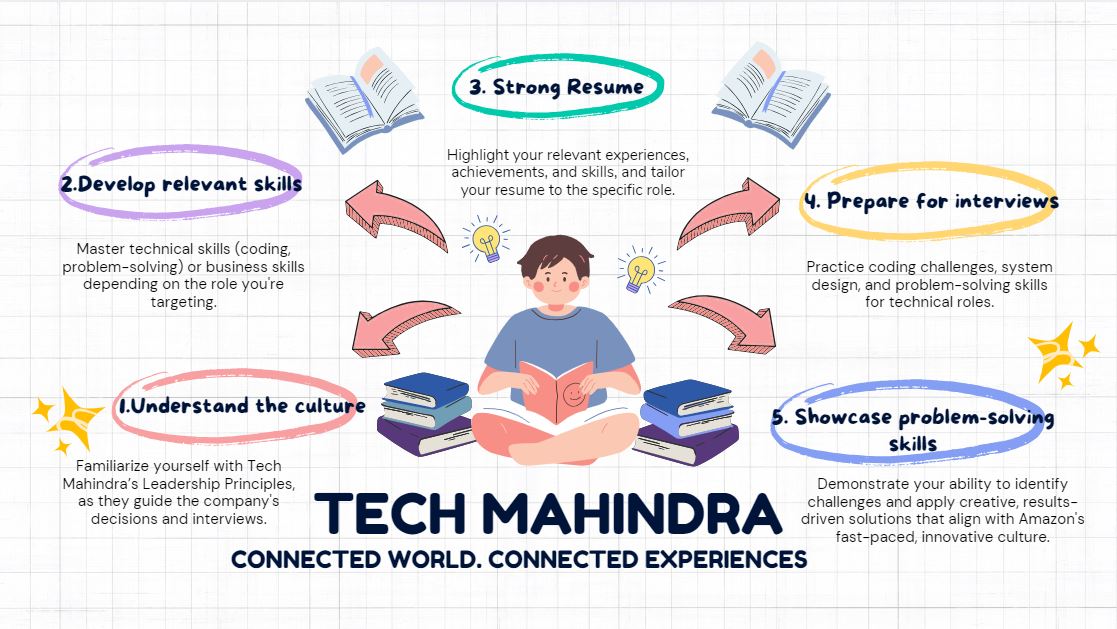 3. Strong Resume
Highlight your relevant experiences,
achievements, and skills, and tailor
your resume to the specific role.
2.Develop relevant skills
Master technical skills (coding,
problem-solving) or business skills
depending on the role you're
targeting.
4. Prepare for interviews
Practice coding challenges, system
design, and problem-solving skills
for technical roles.
1.Understand the culture
Familiarize yourself with Tech
Mahindra's Leadership Principles,
as they guide the company's
decisions and interviews.
5. Showcase problem-solving
skills
Demonstrate your ability to identify
challenges and apply creative, results-
driven solutions that align with Amazon's
fast-paced, innovative culture.
TECH MAHINDRA
CONNECTED WORLD. CONNECTED EXPERIENCES